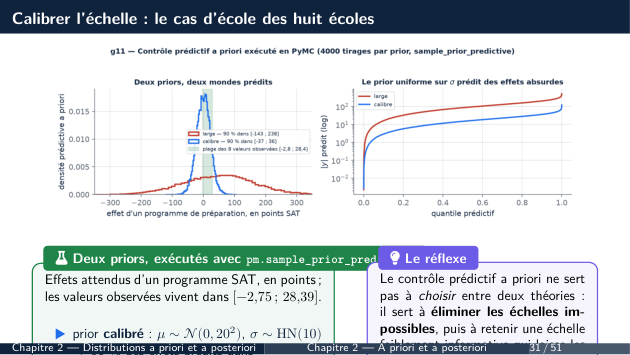 Calibrer l'échelle : le cas d'école des huit écoles
g11 — Contrôle prédictif a priori exécuté en PyMC (4000 tirages par prior, sample_prior_predictive)
Deux priors, deux mondes prédits
densité prédictive a priori
0.015
0.010
0.005
0.000
large — 90 % dans [-143 ; 238]
calibre — 90 % dans [-37 ; 36]
plage des 8 valeurs observées [-2,8 ; 28,4]
−300 −200 −100 0 100 200 300
effet d'un programme de préparation, en points SAT
Le prior uniforme sur σ prédit des effets absurdes
|y| prédit (log)
10² 
10¹
10⁰
10⁻¹
10⁻²
large
calibre
0.0 0.2 0.4 0.6 0.8 1.0
quantile prédictif
Deux priors, exécutés avec pm.sample_prior_pred
Effets attendus d'un programme SAT, en points ;
les valeurs observées vivent dans [−2,75 ; 28,39].
prior calibré : μ ∼ N(0, 20²), σ ∼ HN(10)
Le réflexe
Le contrôle prédictif a priori ne sert
pas à choisir entre deux théories :
il sert à éliminer les échelles im-
possibles, puis à retenir une échelle
Chapitre 2 — Distributions a priori et a posteriori
Chapitre 2 — A priori et a posteriori
31 / 51